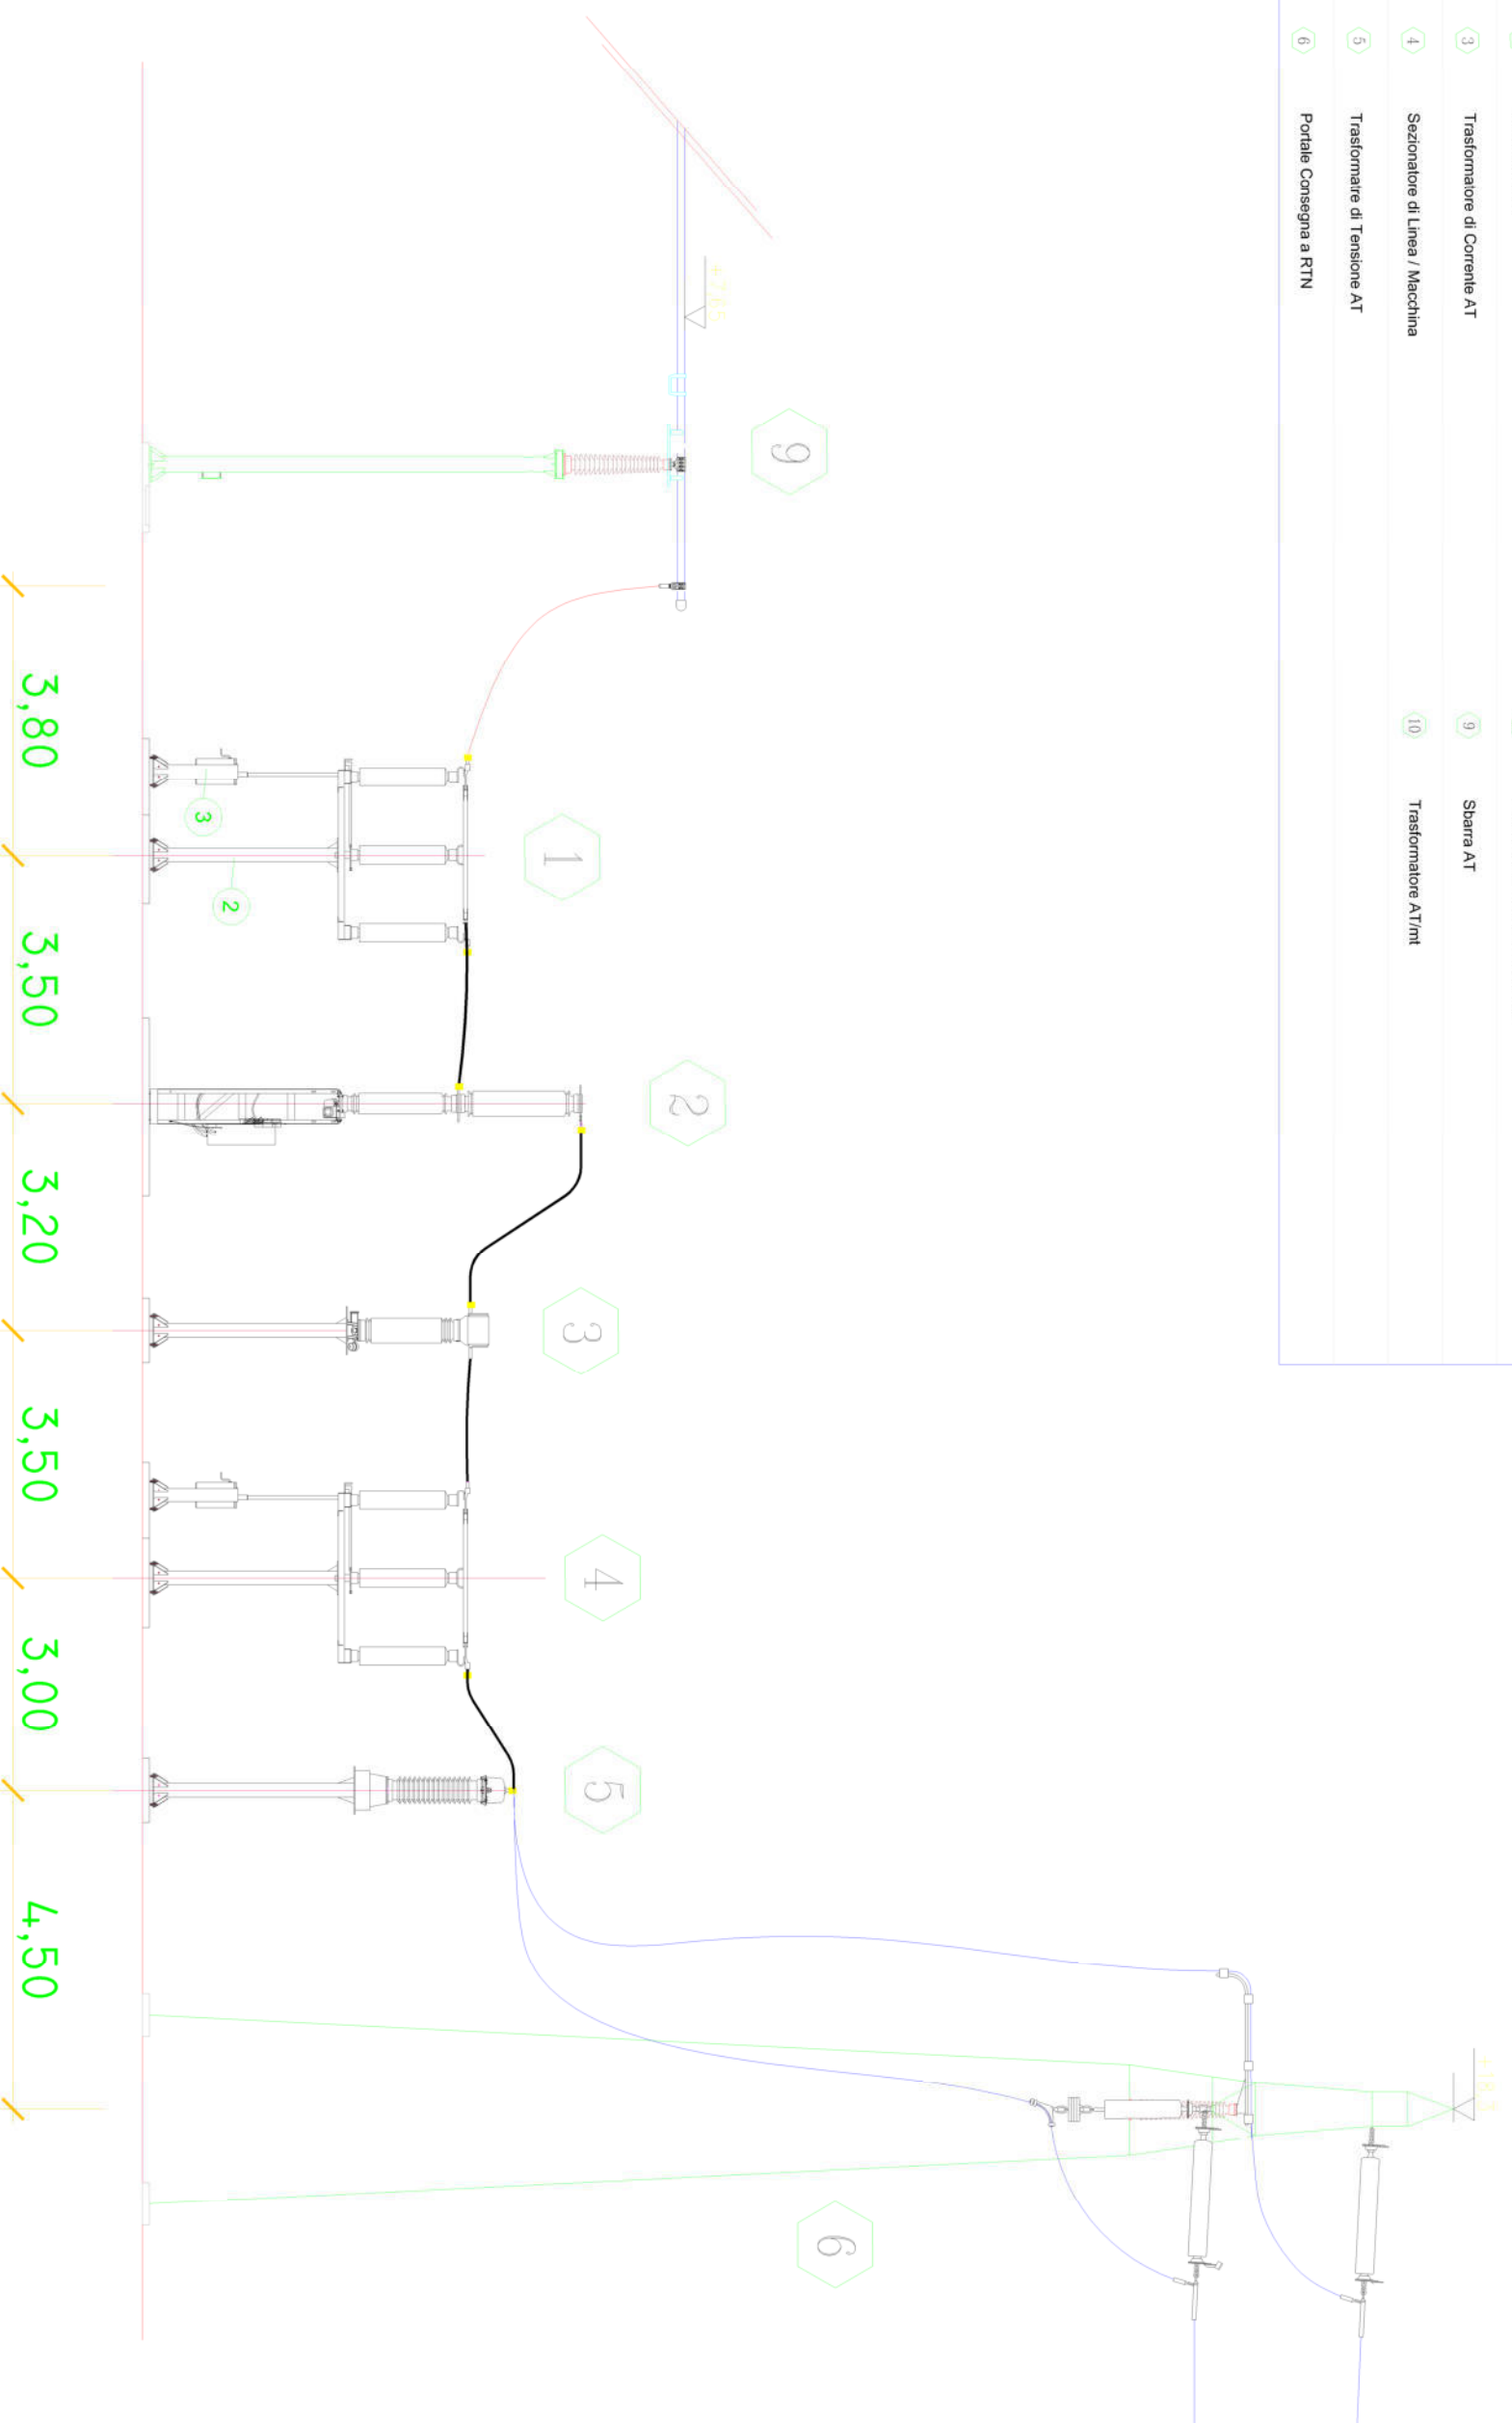 3 Trasformatore di Corrente AT
4 Sezionatore di Linea / Macchina
5 Trasformatre di Tensione AT
6 Portale Consegna a RTN
9 Sbarra AT
10 Trasformatore AT/mt
+7.65
9
1
2
3
4
5
6
3
2
3,80
3,50
3,20
3,50
3,00
4,50